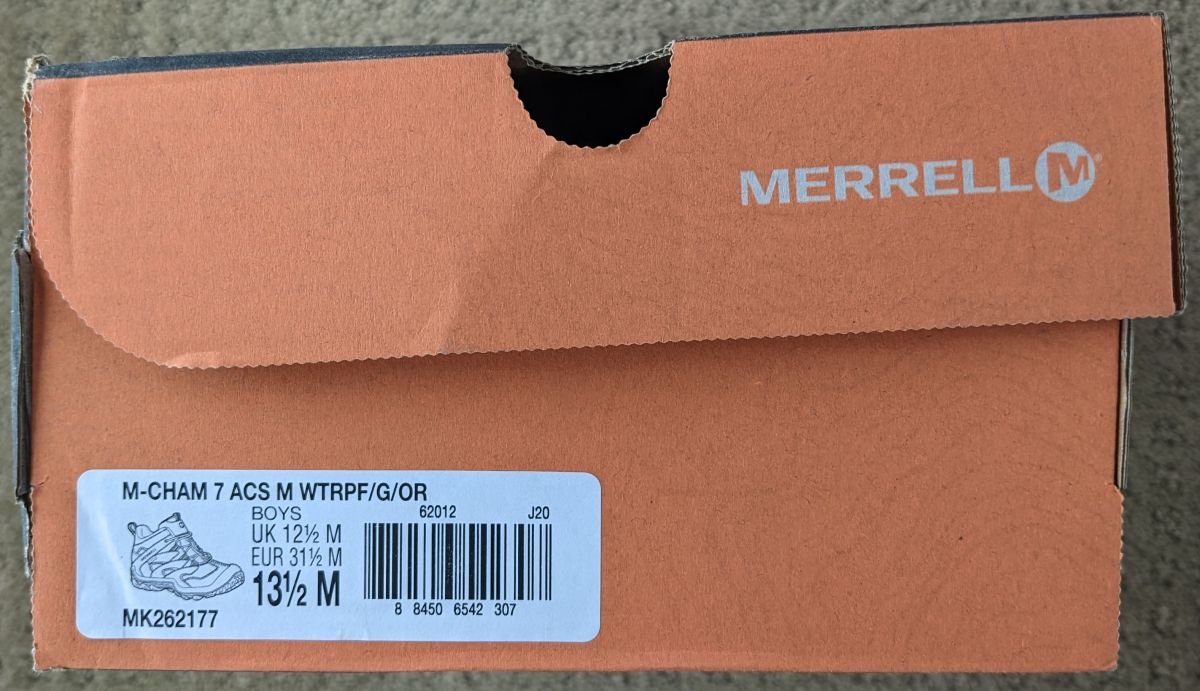 MERRELL M
M-CHAM 7 ACS M WTRPF/G/OR
BOYS 62012 J20
UK 12½ M
EUR 31½ M
13½ M
8 8450 6542 307
MK262177